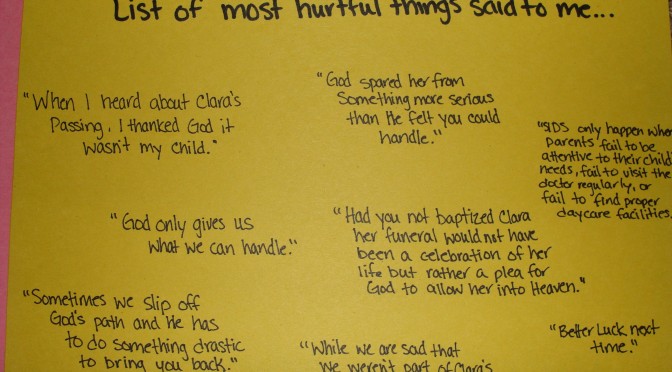 List of most hurtful things said to me...
"When I heard about Clara's
Passing, I thanked God it
wasn't my child."
"God spared her from
Something more serious
than He felt you could
handle."
"SIDS only happen when
parents fail to be
attentive to their child
needs, fail to visit the
doctor regularly, or
fail to find proper
daycare facilities.
"God only gives us
what we can handle."
"Had you not baptized Clara
her funeral would not have
been a celebration of her
life but rather a plea for
God to allow her into Heaven."
"Sometimes we slip off
God's path and He has
to do something drastic
to bring you back."
"While we are sad that
we weren't part of Clara's
"Better Luck next
time."